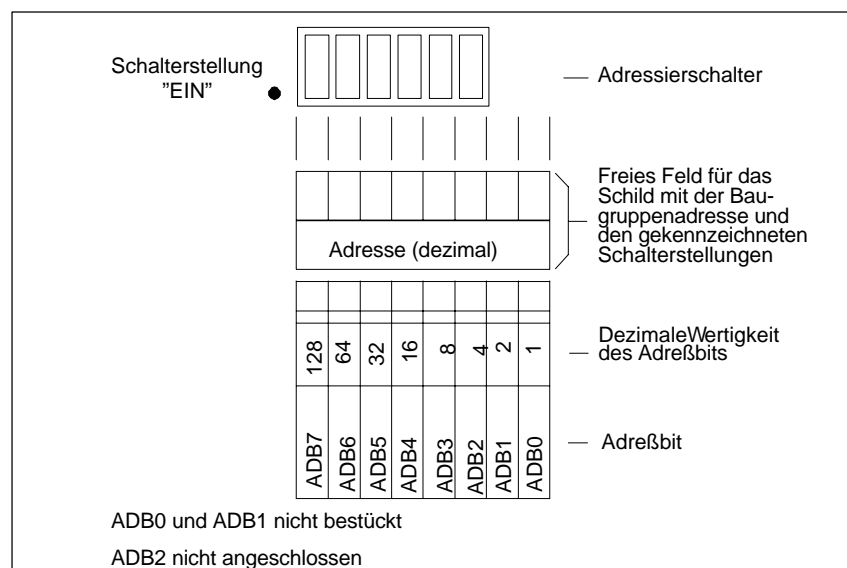 Schalterstellung
"EIN"
Adressierschalter
Freies Feld für das
Schild mit der Bau-
gruppenadresse und
den gekennzeichneten
Schalterstellungen
Adresse (dezimal)
128 64 32 16 8 4 2 1
DezimaleWertigkeit
des Adreßbits
ADB7 ADB6 ADB5 ADB4 ADB3 ADB2 ADB1 ADB0
Adreßbit
ADB0 und ADB1 nicht bestückt
ADB2 nicht angeschlossen